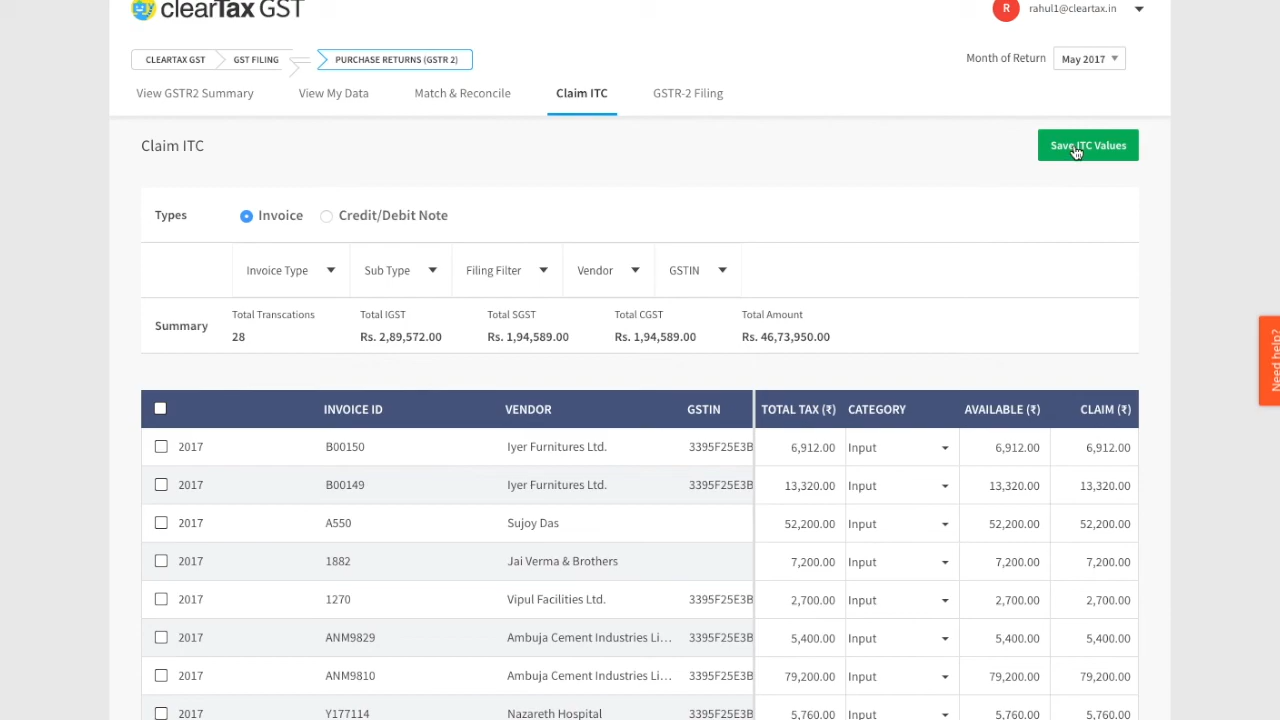 clearTax GST
R rahul1@cleartax.in
CLEARTAX GST GST FILING PURCHASE RETURNS (GSTR 2)
Month of Return May 2017
View GSTR2 Summary View My Data Match & Reconcile Claim ITC GSTR-2 Filing
Claim ITC
Save ITC Values
Types Invoice Credit/Debit Note
Invoice Type Sub Type Filing Filter Vendor GSTIN
Summary
Total Transcations Total IGST Total SGST Total CGST Total Amount
28 Rs. 2,89,572.00 Rs. 1,94,589.00 Rs. 1,94,589.00 Rs. 46,73,950.00
Need help?
INVOICE ID VENDOR GSTIN TOTAL TAX (₹) CATEGORY AVAILABLE (₹) CLAIM (₹)
2017 B00150 Iyer Furnitures Ltd. 3395F25E3B 6,912.00 Input 6,912.00 6,912.00
2017 B00149 Iyer Furnitures Ltd. 3395F25E3B 13,320.00 Input 13,320.00 13,320.00
2017 A550 Sujoy Das 52,200.00 Input 52,200.00 52,200.00
2017 1882 Jai Verma & Brothers 7,200.00 Input 7,200.00 7,200.00
2017 1270 Vipul Facilities Ltd. 3395F25E3B 2,700.00 Input 2,700.00 2,700.00
2017 ANM9829 Ambuja Cement Industries Li... 3395F25E3B 5,400.00 Input 5,400.00 5,400.00
2017 ANM9810 Ambuja Cement Industries Li... 3395F25E3B 79,200.00 Input 79,200.00 79,200.00
2017 Y177114 Nazareth Hospital 3395F25E3B 5,760.00 Input 5,760.00 5,760.00